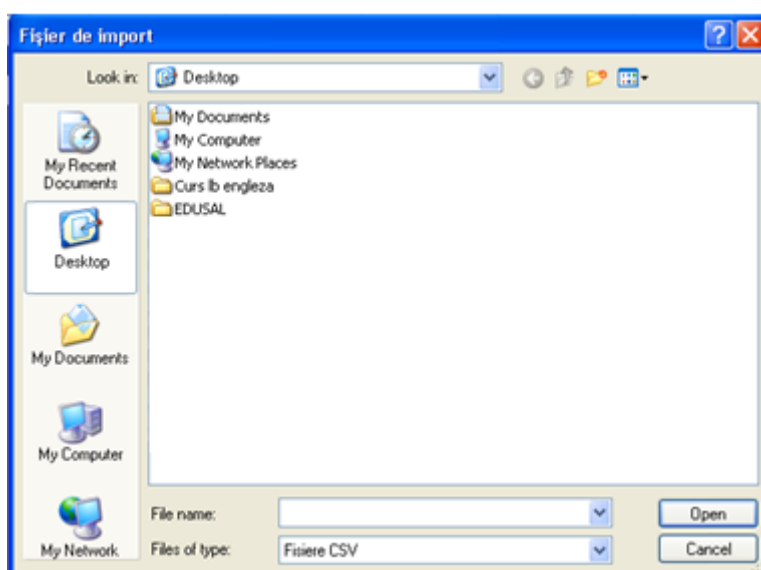 Fişier de import
Look in: Desktop
My Recent
Documents
Desktop
My Documents
My Computer
My Network
My Documents
My Computer
My Network Places
Curs lb engleza
EDUSAL
File name:
Open
Files of type: Fisiere CSV
Cancel